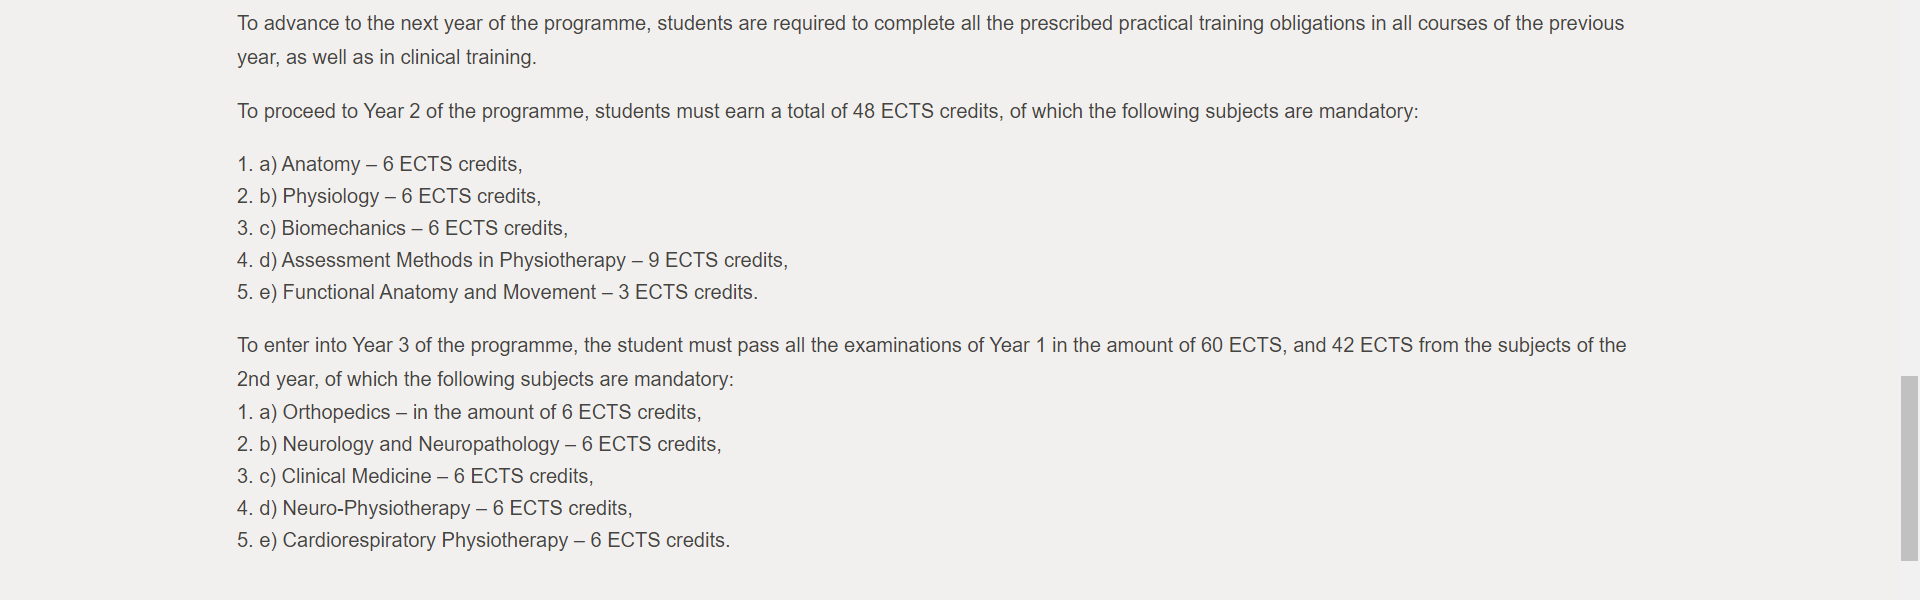 To advance to the next year of the programme, students are required to complete all the prescribed practical training obligations in all courses of the previous
year, as well as in clinical training.
To proceed to Year 2 of the programme, students must earn a total of 48 ECTS credits, of which the following subjects are mandatory:
1. a) Anatomy – 6 ECTS credits,
2. b) Physiology – 6 ECTS credits,
3. c) Biomechanics – 6 ECTS credits,
4. d) Assessment Methods in Physiotherapy – 9 ECTS credits,
5. e) Functional Anatomy and Movement – 3 ECTS credits.
To enter into Year 3 of the programme, the student must pass all the examinations of Year 1 in the amount of 60 ECTS, and 42 ECTS from the subjects of the
2nd year, of which the following subjects are mandatory:
1. a) Orthopedics – in the amount of 6 ECTS credits,
2. b) Neurology and Neuropathology – 6 ECTS credits,
3. c) Clinical Medicine – 6 ECTS credits,
4. d) Neuro-Physiotherapy – 6 ECTS credits,
5. e) Cardiorespiratory Physiotherapy – 6 ECTS credits.